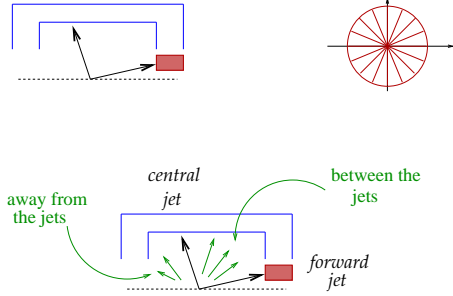 central
jet
between the
jets
away from
the jets
forward
jet